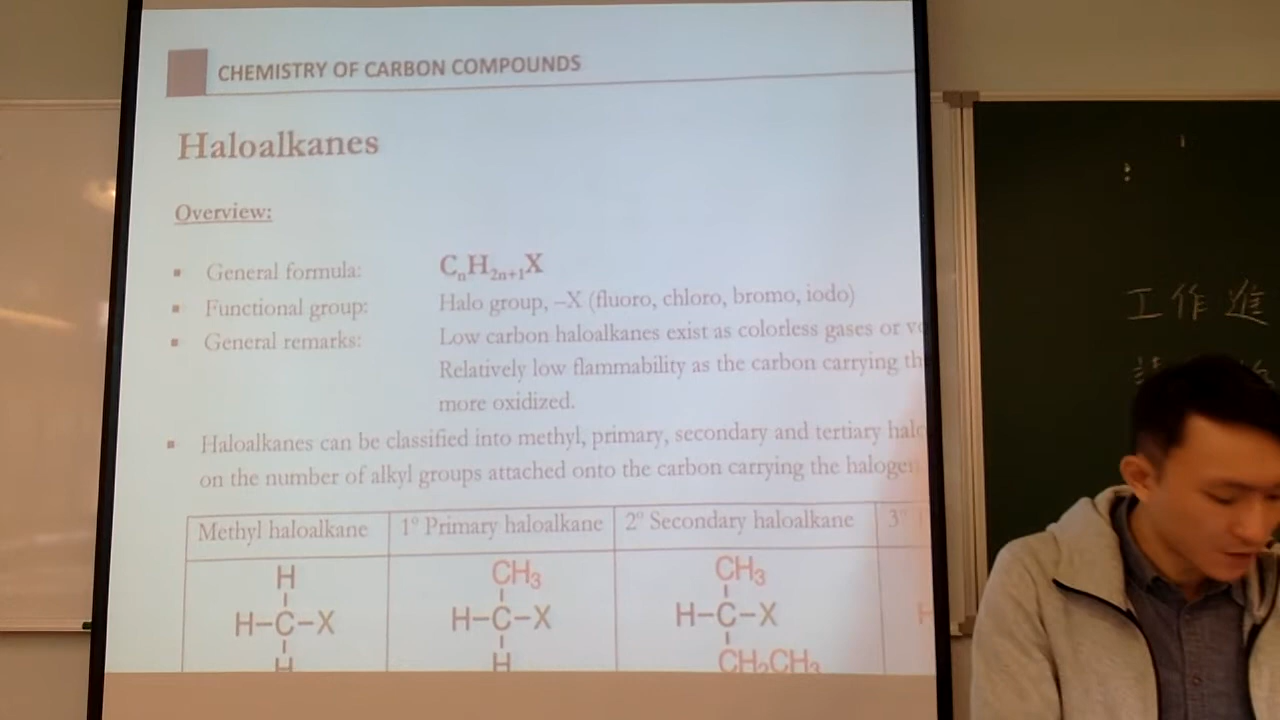 CHEMISTRY OF CARBON COMPOUNDS
Haloalkanes
Overview:
▪ General formula: CₙH₂ₙ₊₁X
▪ Functional group: Halo group, –X (fluoro, chloro, bromo, iodo)
▪ General remarks: Low carbon haloalkanes exist as colorless gases or
Relatively low flammability as the carbon carrying
more oxidized.
▪ Haloalkanes can be classified into methyl, primary, secondary and tertiary
on the number of alkyl groups attached onto the carbon carrying the halogen
Methyl haloalkane 1° Primary haloalkane 2° Secondary haloalkane 3°
H CH₃ CH₃
H–C–X H–C–X H–C–X H
H H CH₂CH₃
工作進